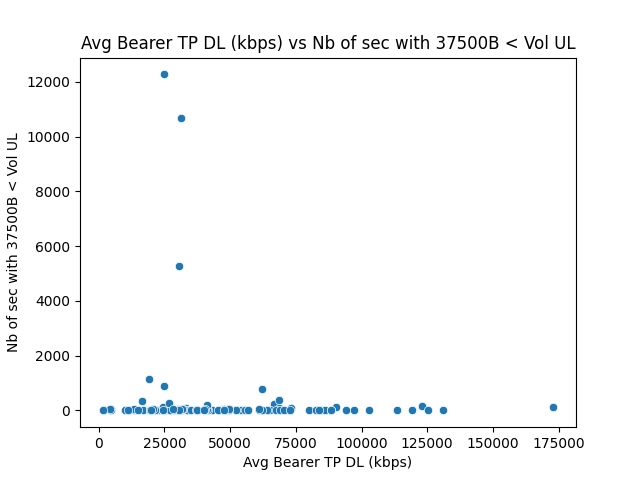 Avg Bearer TP DL (kbps) vs Nb of sec with 37500B < Vol UL
12000
10000
8000
6000
4000
2000
0
Nb of sec with 37500B < Vol UL
0 25000 50000 75000 100000 125000 150000 175000
Avg Bearer TP DL (kbps)